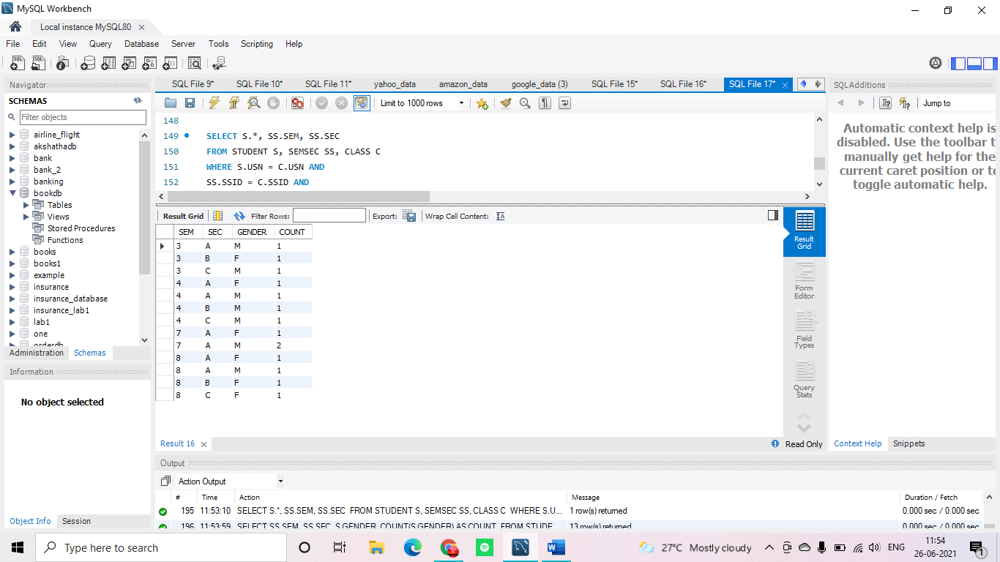 MySQL Workbench
Local instance MySQL80
File Edit View Query Database Server Tools Scripting Help
Navigator
SCHEMAS
Filter objects
airline_flight
akshathadb
bank
bank_2
banking
bookdb
Tables
Views
Stored Procedures
Functions
books
books1
example
insurance
insurance_database
insurance_lab1
lab1
one
orderdb
Administration Schemas
Information
No object selected
Object Info Session
SQL File 9* SQL File 10* SQL File 11* yahoo_data amazon_data google_data (3) SQL File 15* SQL File 16* SQL File 17*
Limit to 1000 rows
148
149 SELECT S.*, SS.SEM, SS.SEC
150 FROM STUDENT S, SEMSEC SS, CLASS C
151 WHERE S.USN = C.USN AND
152 SS.SSID = C.SSID AND
Result Grid Filter Rows: Export: Wrap Cell Content:
SEM SEC GENDER COUNT
3 A M 1
3 B F 1
3 C M 1
4 A F 1
4 A M 1
4 B M 1
4 C M 1
7 A F 1
7 A M 2
8 A F 1
8 A M 1
8 B F 1
8 C F 1
Result Grid
Form Editor
Field Types
Query Stats
Result 16
Read Only
Output
Action Output
# Time Action Message Duration / Fetch
195 11:53:10 SELECT S.*, SS.SEM, SS.SEC FROM STUDENT S, SEMSEC SS, CLASS C WHERE S.U... 1 row(s) returned 0.000 sec / 0.000 sec
196 11:53:59 SELECT SS.SEM, SS.SEC, S.GENDER, COUNT(S.GENDER) AS COUNT FROM STUDE... 13 row(s) returned 0.000 sec / 0.000 sec
SQLAdditions
Jump to
Automatic context help is
disabled. Use the toolbar t
manually get help for the
current caret position or to
toggle automatic help.
Context Help Snippets
Type here to search
27°C Mostly cloudy
ENG
11:54
26-06-2021
1